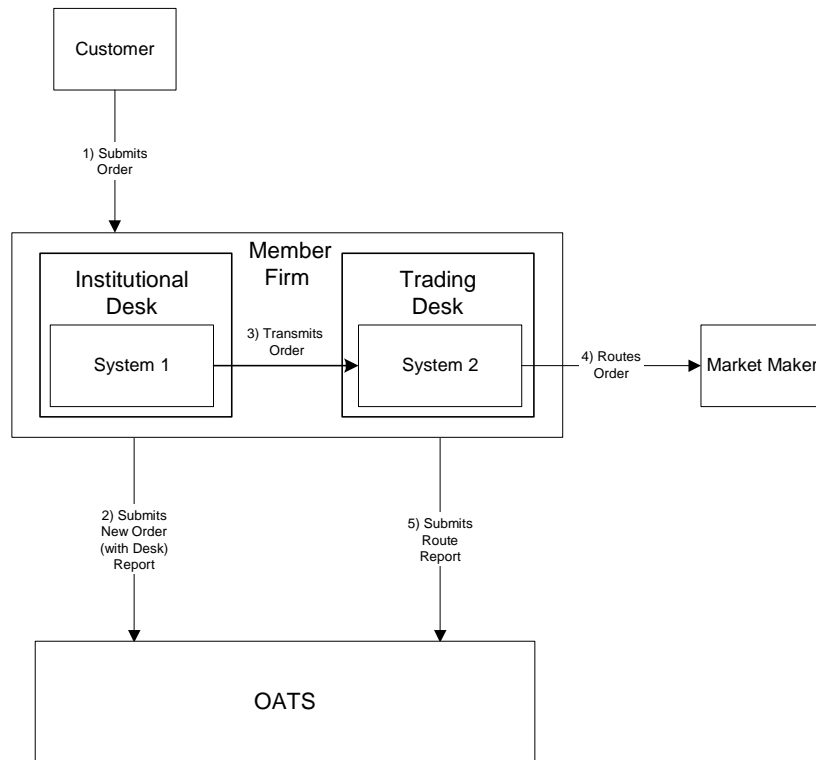 Customer
1) Submits
Order
Member
Firm
Institutional
Desk
Trading
Desk
System 1
3) Transmits
Order
System 2
4) Routes
Order
Market Maker
2) Submits
New Order
(with Desk)
Report
5) Submits
Route
Report
OATS